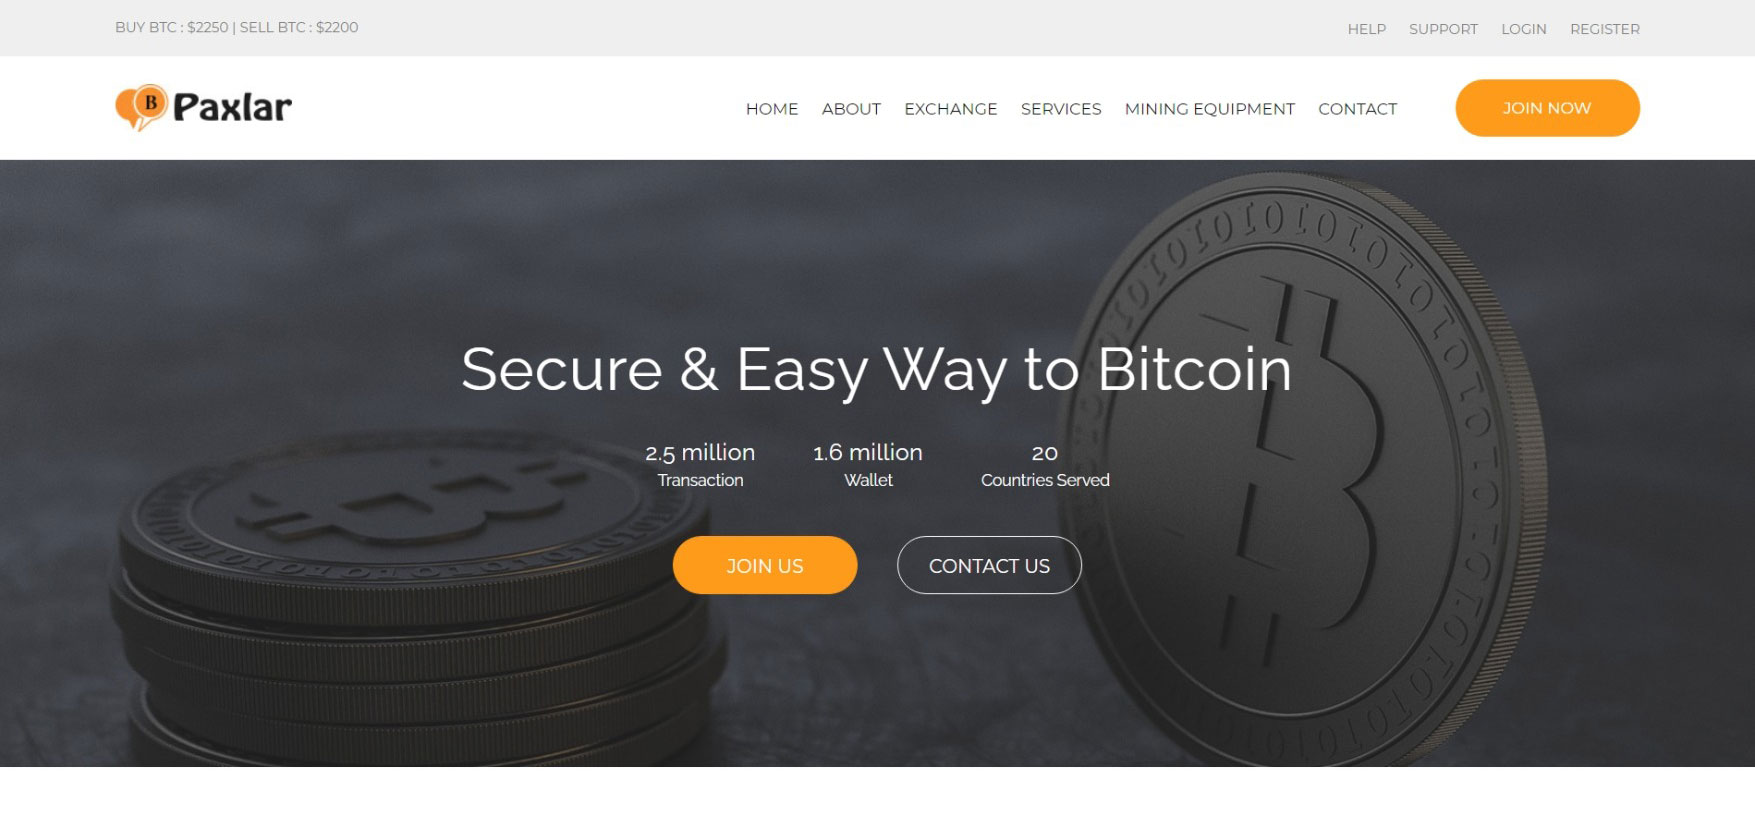 BUY BTC : $2250 | SELL BTC : $2200
HELP SUPPORT LOGIN REGISTER
B Paxlar
HOME ABOUT EXCHANGE SERVICES MINING EQUIPMENT CONTACT
JOIN NOW
Secure & Easy Way to Bitcoin
2.5 million 1.6 million 20
Transaction Wallet Countries Served
JOIN US CONTACT US